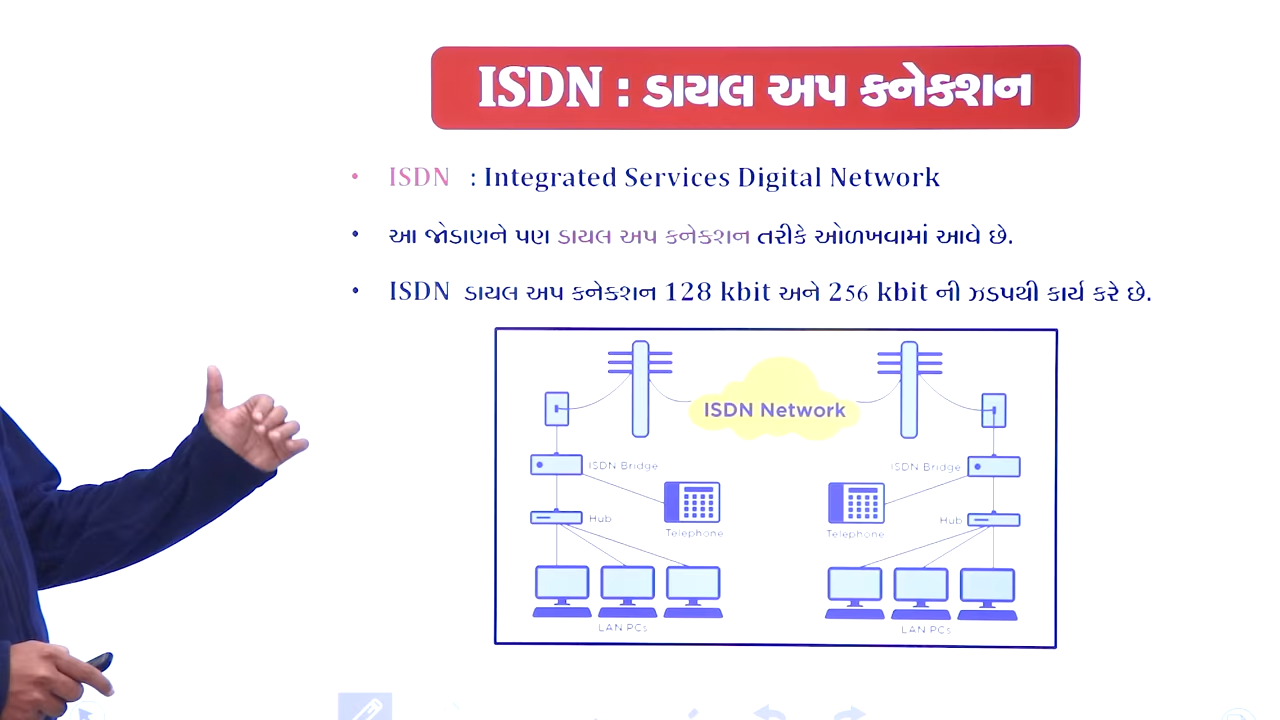 ISDN : ડાયલ અપ કનેક્શન
• ISDN : Integrated Services Digital Network
• આ જોડાણને પણ ડાયલ અપ કનેક્શન તરીકે ઓળખવામાં આવે છે.
• ISDN ડાયલ અપ કનેક્શન 128 kbit અને 256 kbit ની ઝડપથી કાર્ય કરે છે.
ISDN Network
ISDN Bridge ISDN Bridge
Hub Hub
Telephone Telephone
LAN PCs LAN PCs